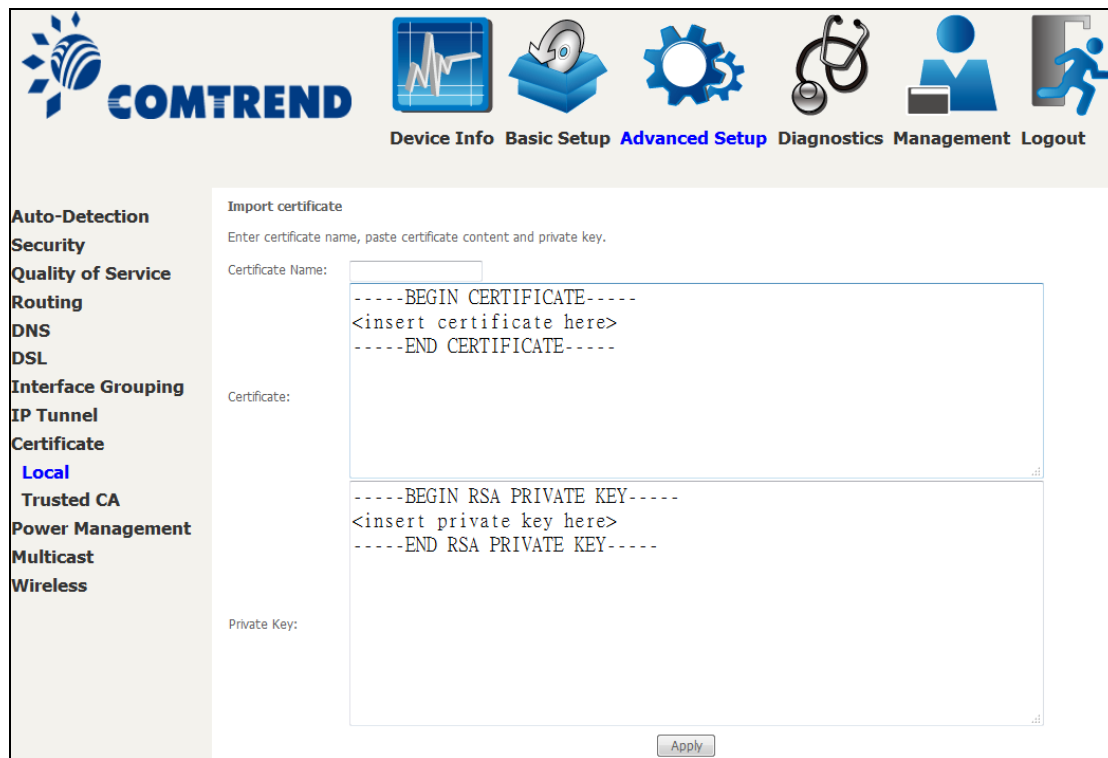 COMTREND
Device Info Basic Setup Advanced Setup Diagnostics Management Logout
Auto-Detection
Security
Quality of Service
Routing
DNS
DSL
Interface Grouping
IP Tunnel
Certificate
Local
Trusted CA
Power Management
Multicast
Wireless
Import certificate
Enter certificate name, paste certificate content and private key.
Certificate Name:
Certificate:
-----BEGIN CERTIFICATE-----
<insert certificate here>
-----END CERTIFICATE-----
Private Key:
-----BEGIN RSA PRIVATE KEY-----
<insert private key here>
-----END RSA PRIVATE KEY-----
Apply